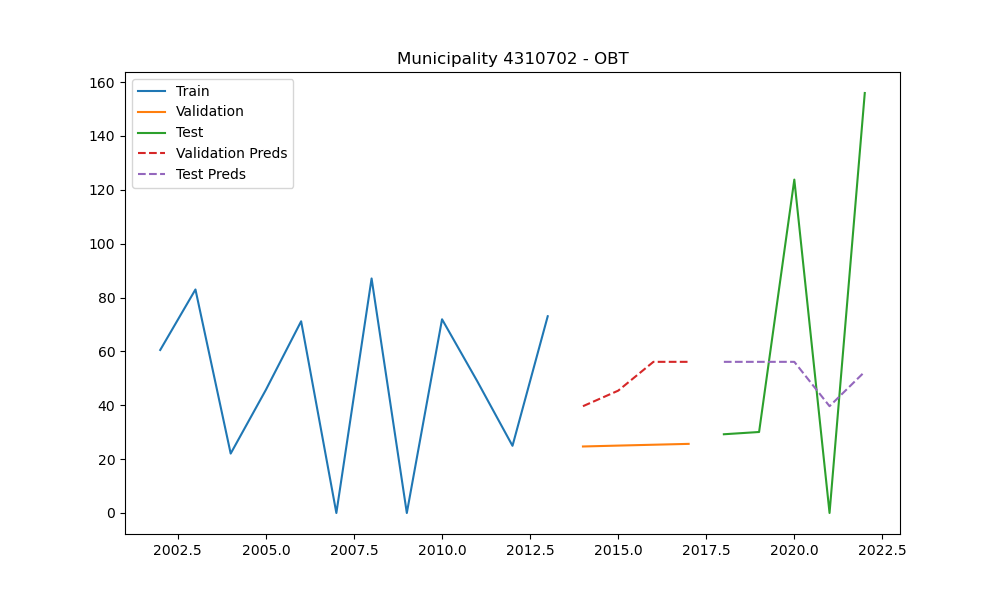 Municipality 4310702 - OBT
160
140
120
100
80
60
40
20
0
Train
Validation
Test
Validation Preds
Test Preds
2002.5 2005.0 2007.5 2010.0 2012.5 2015.0 2017.5 2020.0 2022.5